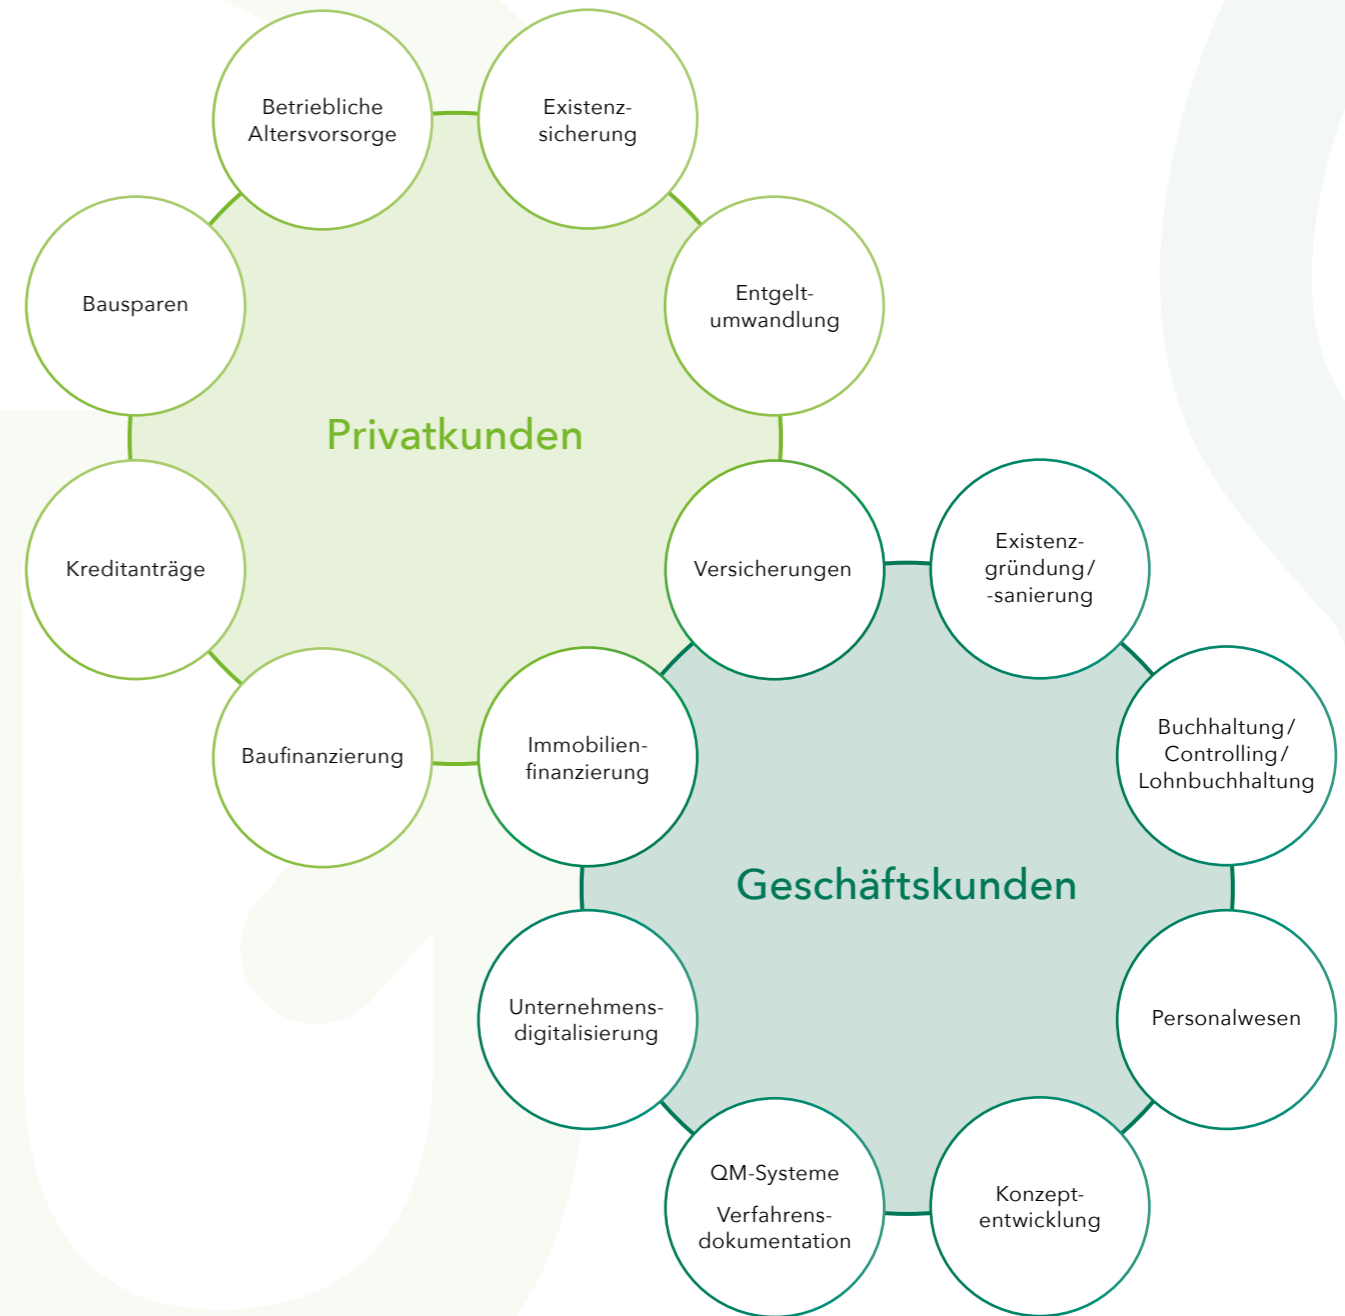 Betriebliche
Altersvorsorge
Existenz-
sicherung
Bausparen
Entgelt-
umwandlung
Privatkunden
Kreditanträge
Versicherungen
Existenz-
gründung/
-sanierung
Baufinanzierung
Immobilien-
finanzierung
Buchhaltung/
Controlling/
Lohnbuchhaltung
Geschäftskunden
Unternehmens-
digitalisierung
Personalwesen
QM-Systeme
Verfahrens-
dokumentation
Konzept-
entwicklung